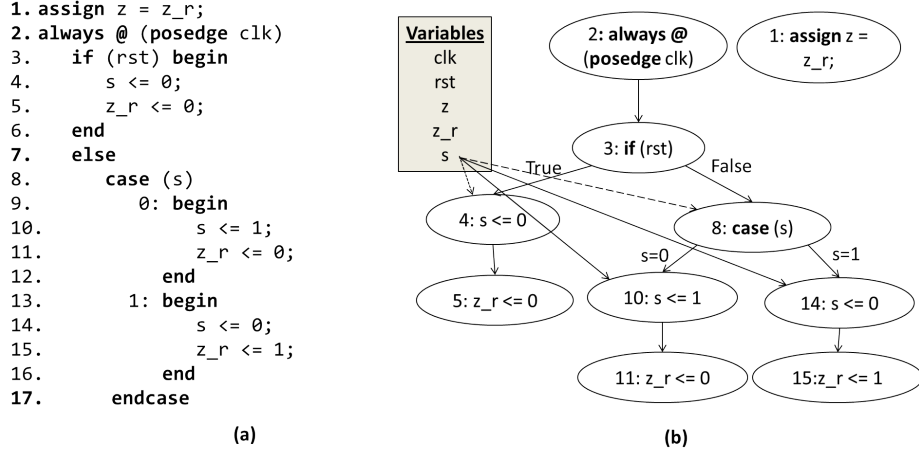 1. assign z = z_r;
2. always @ (posedge clk)
3. if (rst) begin
4. s <= 0;
5. z_r <= 0;
6. end
7. else
8. case (s)
9. 0: begin
10. s <= 1;
11. z_r <= 0;
12. end
13. 1: begin
14. s <= 0;
15. z_r <= 1;
16. end
17. endcase
(a)
Variables
clk
rst
z
z_r
s
2: always @
(posedge clk)
1: assign z =
z_r;
3: if (rst)
True
False
4: s <= 0
8: case (s)
s=0
s=1
5: z_r <= 0
10: s <= 1
14: s <= 0
11: z_r <= 0
15:z_r <= 1
(b)